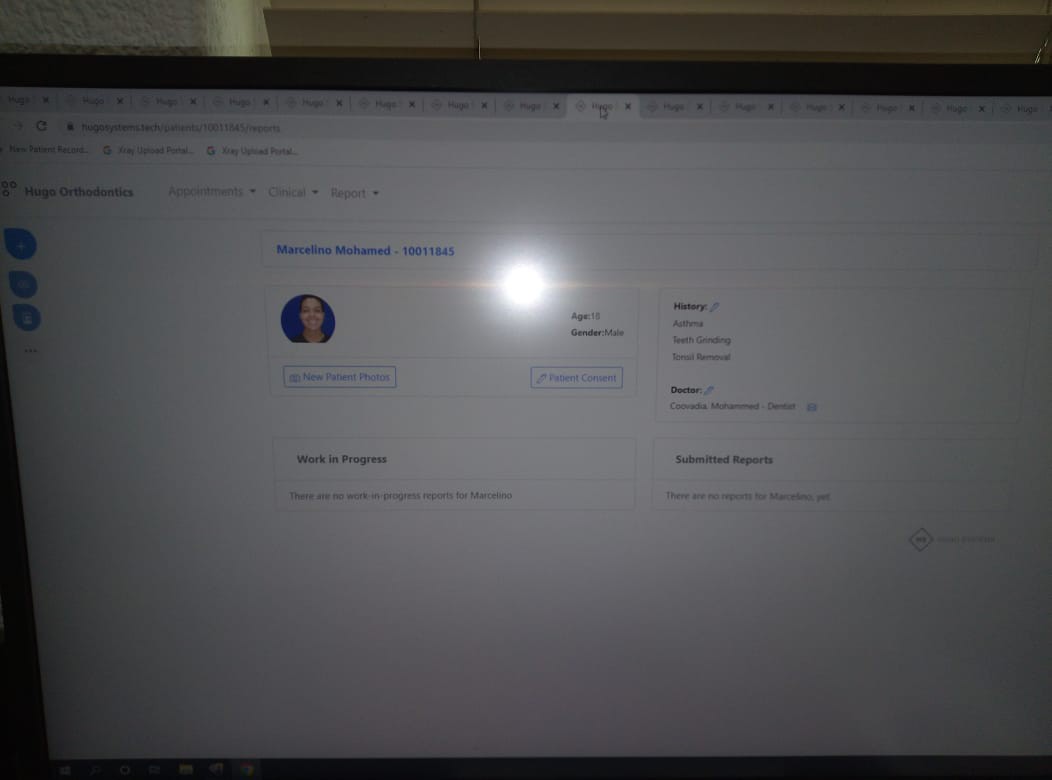 Hugo Hugo Hugo Hugo Hugo Hugo Hugo Hugo Hugo Hugo Hugo Hugo Hugo Hugo Hugo
hugosystems.tech/patients/10011845/reports
New Patient Record... Xray Upload Portal... Xray Upload Portal...
Hugo Orthodontics Appointments Clinical Report
Marcelino Mohamed - 10011845
Age:18
Gender:Male
New Patient Photos Patient Consent
History:
Asthma
Teeth Grinding
Tonsil Removal
Doctor:
Coovadia, Mohammed - Dentist
Work in Progress
There are no work-in-progress reports for Marcelino
Submitted Reports
There are no reports for Marcelino, yet